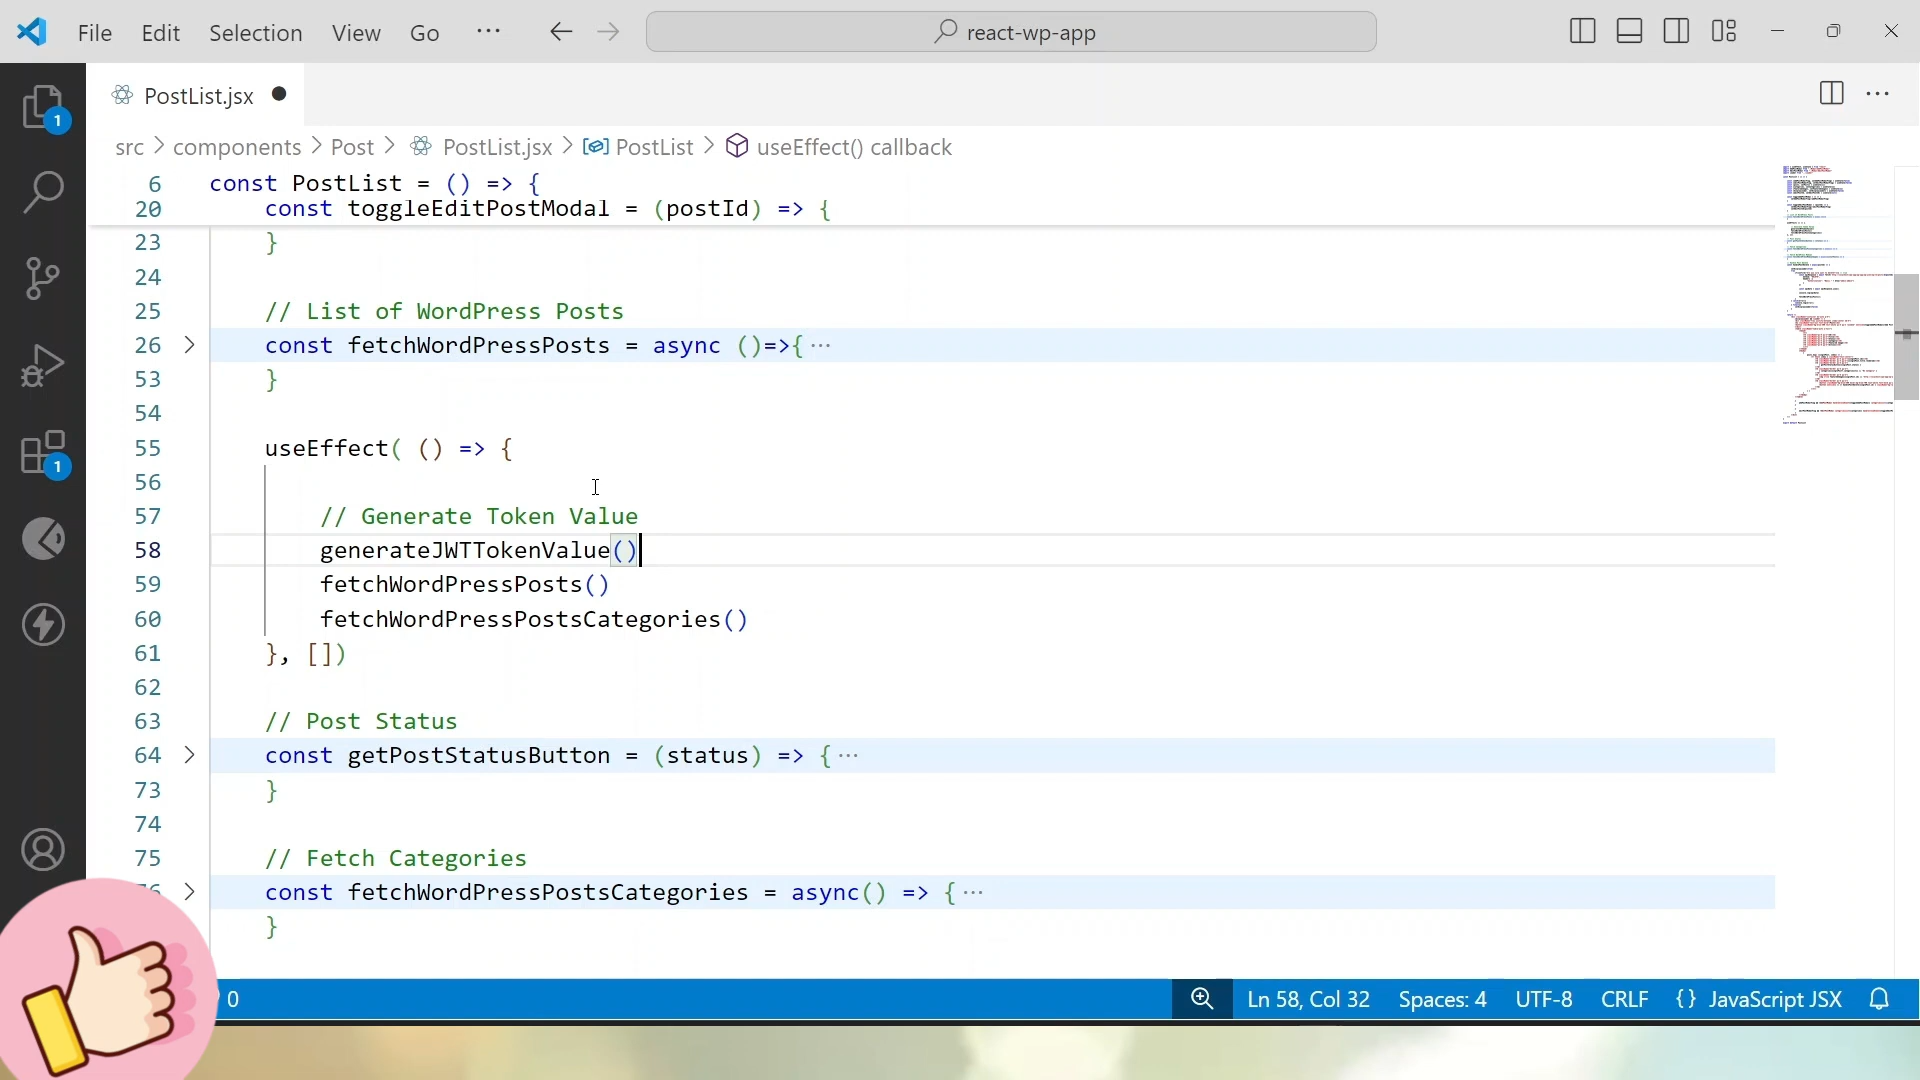 File Edit Selection View Go ··· react-wp-app
PostList.jsx
src > components > Post > PostList.jsx > PostList > useEffect() callback
6 const PostList = () => {
20 const toggleEditPostModal = (postId) => {
23 }
24
25 // List of WordPress Posts
26 const fetchWordPressPosts = async ()=>{ ···
53 }
54
55 useEffect( () => {
56
57 // Generate Token Value
58 generateJWTTokenValue()
59 fetchWordPressPosts()
60 fetchWordPressPostsCategories()
61 }, [])
62
63 // Post Status
64 const getPostStatusButton = (status) => { ···
73 }
74
75 // Fetch Categories
76 const fetchWordPressPostsCategories = async() => { ···
}
1
1
0 Ln 58, Col 32 Spaces: 4 UTF-8 CRLF {} JavaScript JSX